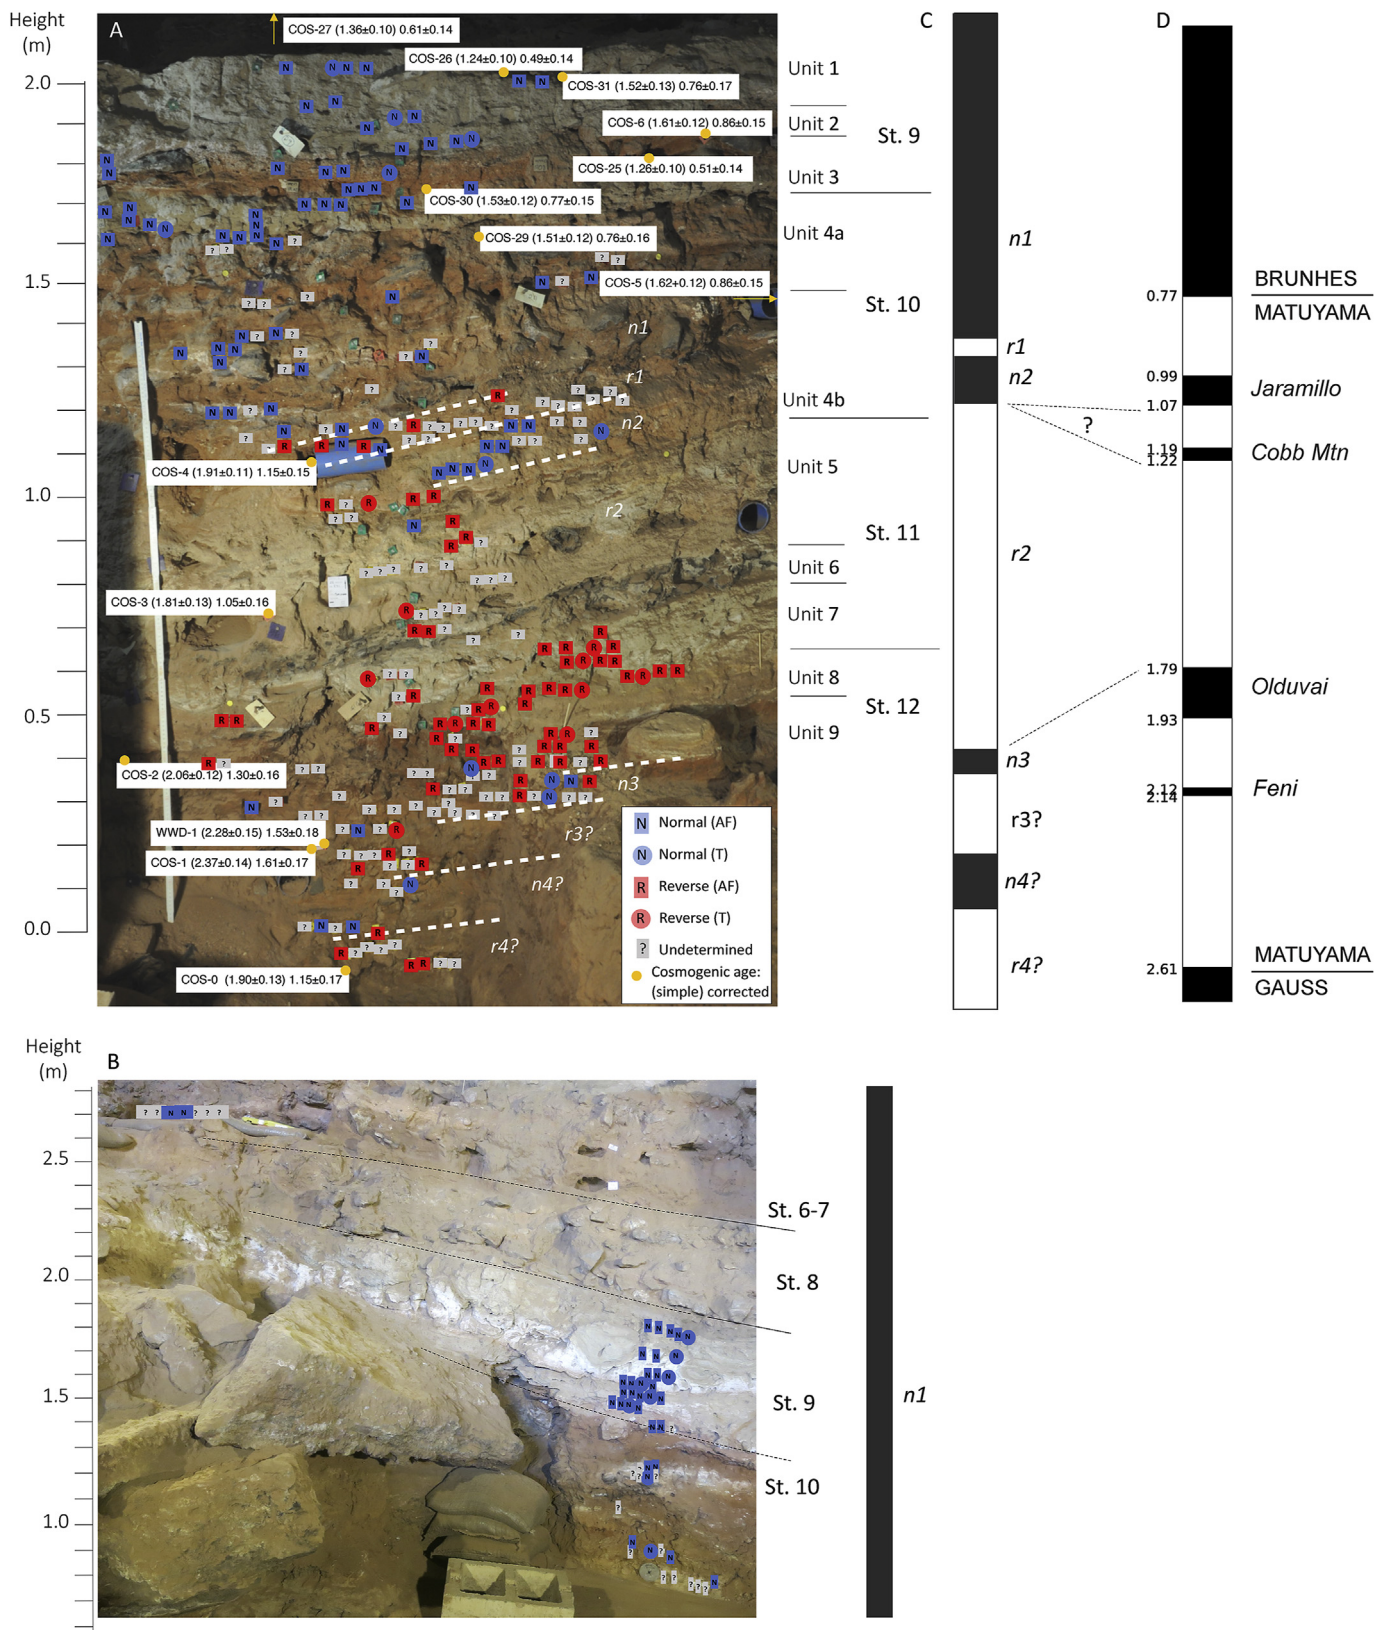 Height
(m)
2.0
1.5
1.0
0.5
0.0
A
COS-27 (1.36±0.10) 0.61±0.14
COS-26 (1.24±0.10) 0.49±0.14
COS-31 (1.52±0.13) 0.76±0.17
COS-6 (1.61±0.12) 0.86±0.15
COS-25 (1.26±0.10) 0.51±0.14
COS-30 (1.53±0.12) 0.77±0.15
COS-29 (1.51±0.12) 0.76±0.16
COS-5 (1.62+0.12) 0.86±0.15
n1
r1
n2
COS-4 (1.91±0.11) 1.15±0.15
r2
COS-3 (1.81±0.13) 1.05±0.16
COS-2 (2.06±0.12) 1.30±0.16
n3
WWD-1 (2.28±0.15) 1.53±0.18
COS-1 (2.37±0.14) 1.61±0.17
r3?
n4?
r4?
COS-0 (1.90±0.13) 1.15±0.17
N Normal (AF)
N Normal (T)
R Reverse (AF)
R Reverse (T)
? Undetermined
Cosmogenic age:
(simple) corrected
Unit 1
Unit 2
St. 9
Unit 3
Unit 4a
St. 10
Unit 4b
Unit 5
St. 11
Unit 6
Unit 7
Unit 8
St. 12
Unit 9
C
n1
r1
n2
?
r2
n3
r3?
n4?
r4?
D
0.77
BRUNHES
MATUYAMA
0.99
Jaramillo
1.07
1.19
Cobb Mtn
1.22
1.79
Olduvai
1.93
2.12
Feni
2.14
2.61
MATUYAMA
GAUSS
Height
(m)
2.5
2.0
1.5
1.0
B
St. 6-7
St. 8
St. 9
St. 10
n1